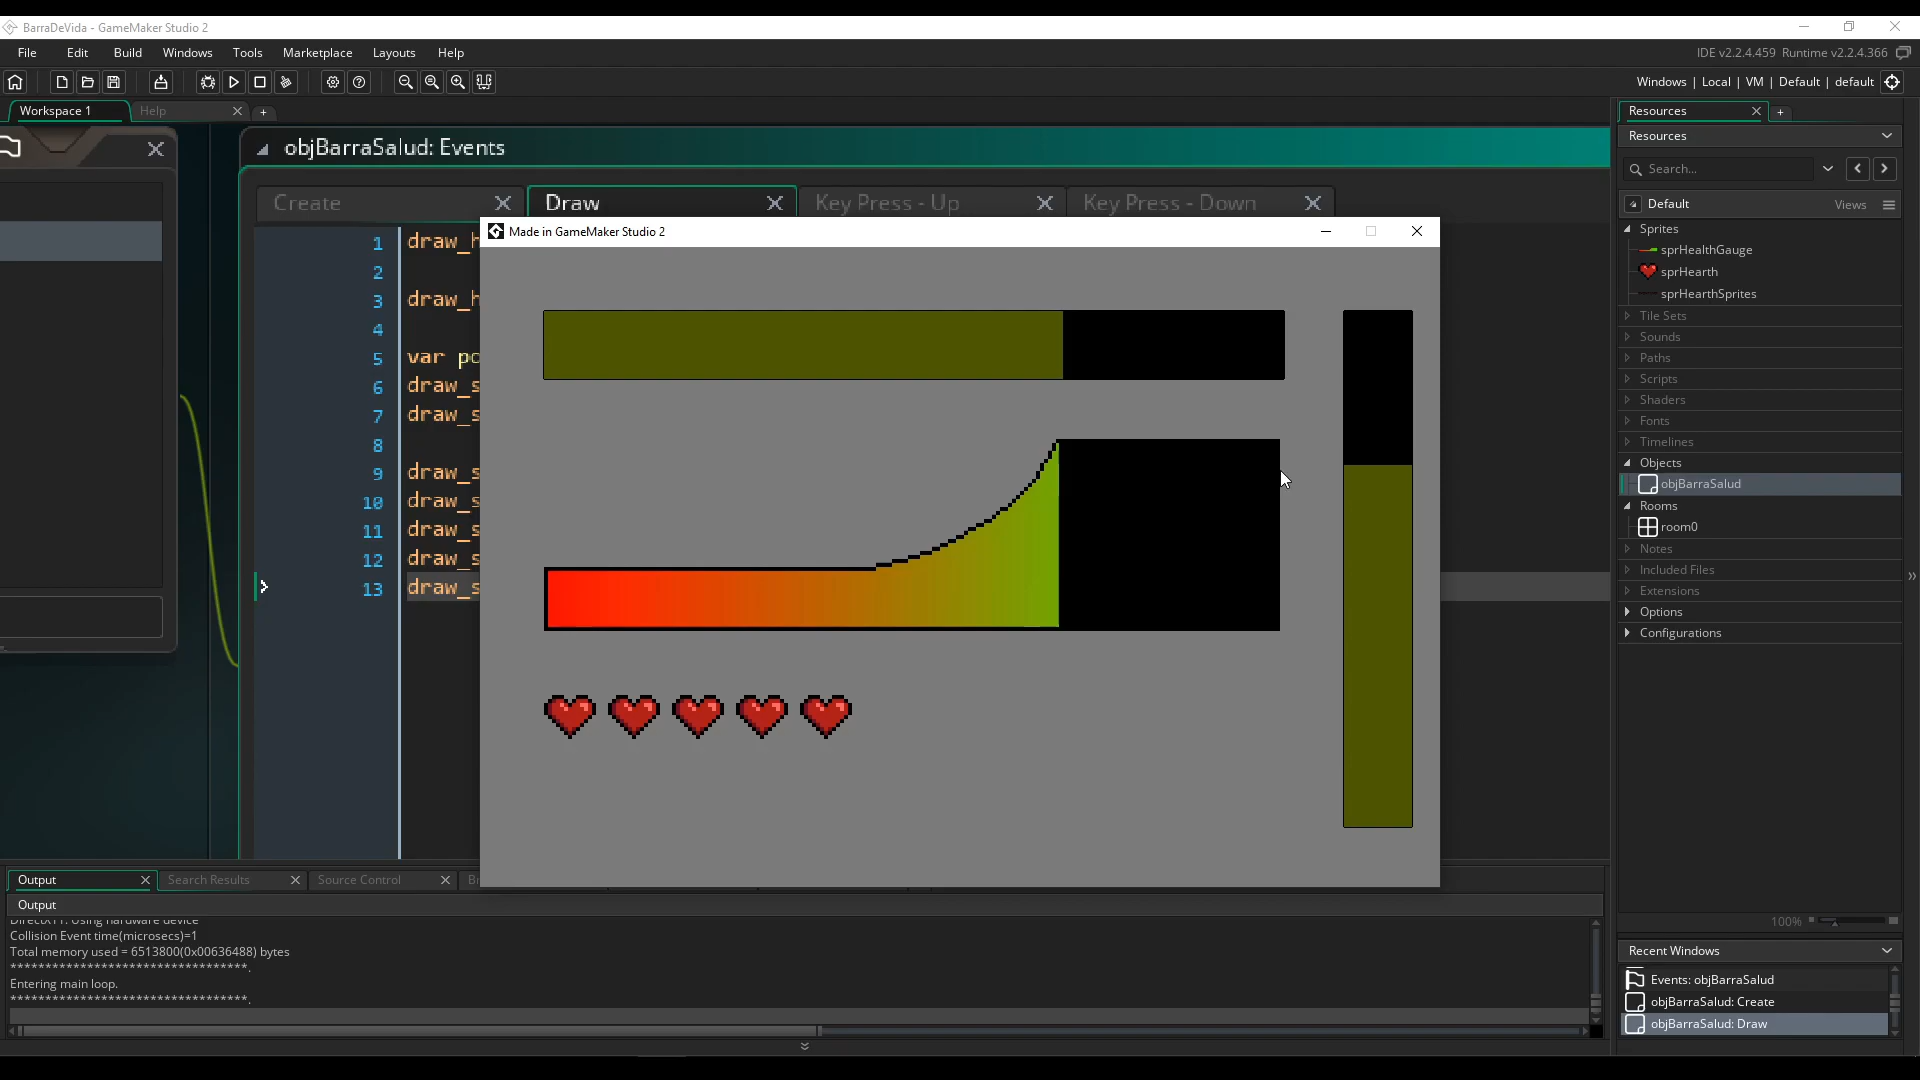 BarraDeVida - GameMaker Studio 2
File Edit Build Windows Tools Marketplace Layouts Help
IDE v2.2.4.459 Runtime v2.2.4.366
Windows | Local | VM | Default | default
Workspace 1 Help
objBarraSalud: Events
Create Draw Key Press - Up Key Press - Down
Made in GameMaker Studio 2
1 draw_h
2
3 draw_h
4
5 var po
6 draw_s
7 draw_s
8
9 draw_s
10 draw_s
11 draw_s
12 draw_s
13 draw_s
Resources
Resources
Search...
Default Views
Sprites
sprHealthGauge
sprHearth
sprHearthSprites
Tile Sets
Sounds
Paths
Scripts
Shaders
Fonts
Timelines
Objects
objBarraSalud
Rooms
room0
Notes
Included Files
Extensions
Options
Configurations
100%
Recent Windows
Events: objBarraSalud
objBarraSalud: Create
objBarraSalud: Draw
Output Search Results Source Control Br
Output
DirectX11: Using hardware device
Collision Event time(microsecs)=1
Total memory used = 6513800(0x00636488) bytes
**********************************.
Entering main loop.
**********************************.